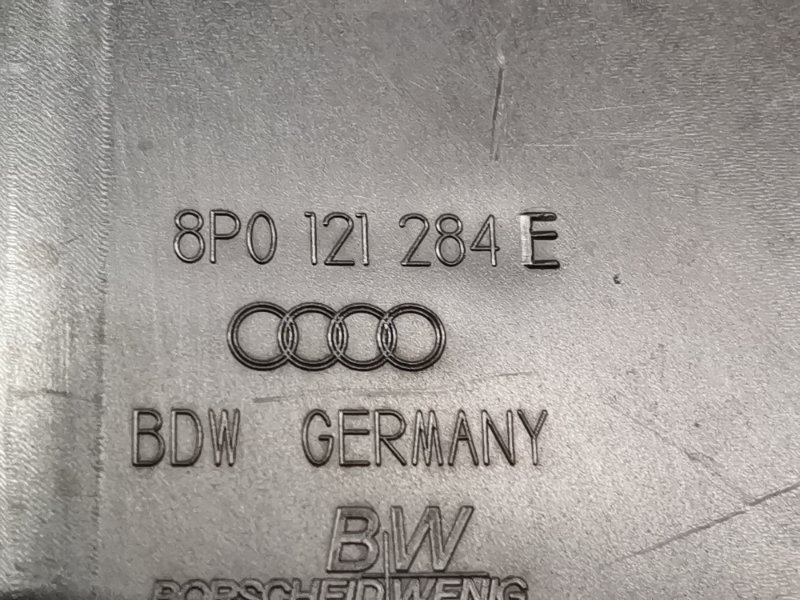 8P0 121 284 E
BDW GERMANY
BW
BORSCHEID WENIG